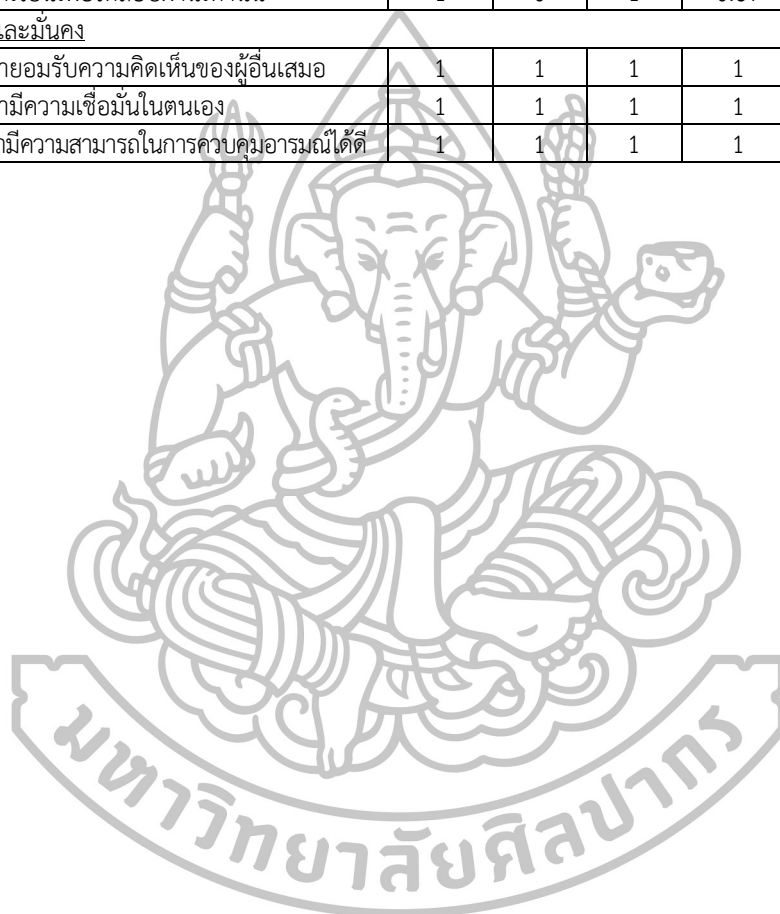 และมั่นคง
ายอมรับความคิดเห็นของผู้อื่นเสมอ 1 1 1 1
ามีความเชื่อมั่นในตนเอง 1 1 1 1
ามีความสามารถในการควบคุมอารมณ์ได้ดี 1 1 1 1
มหาวิทยาลัยศิลปากร